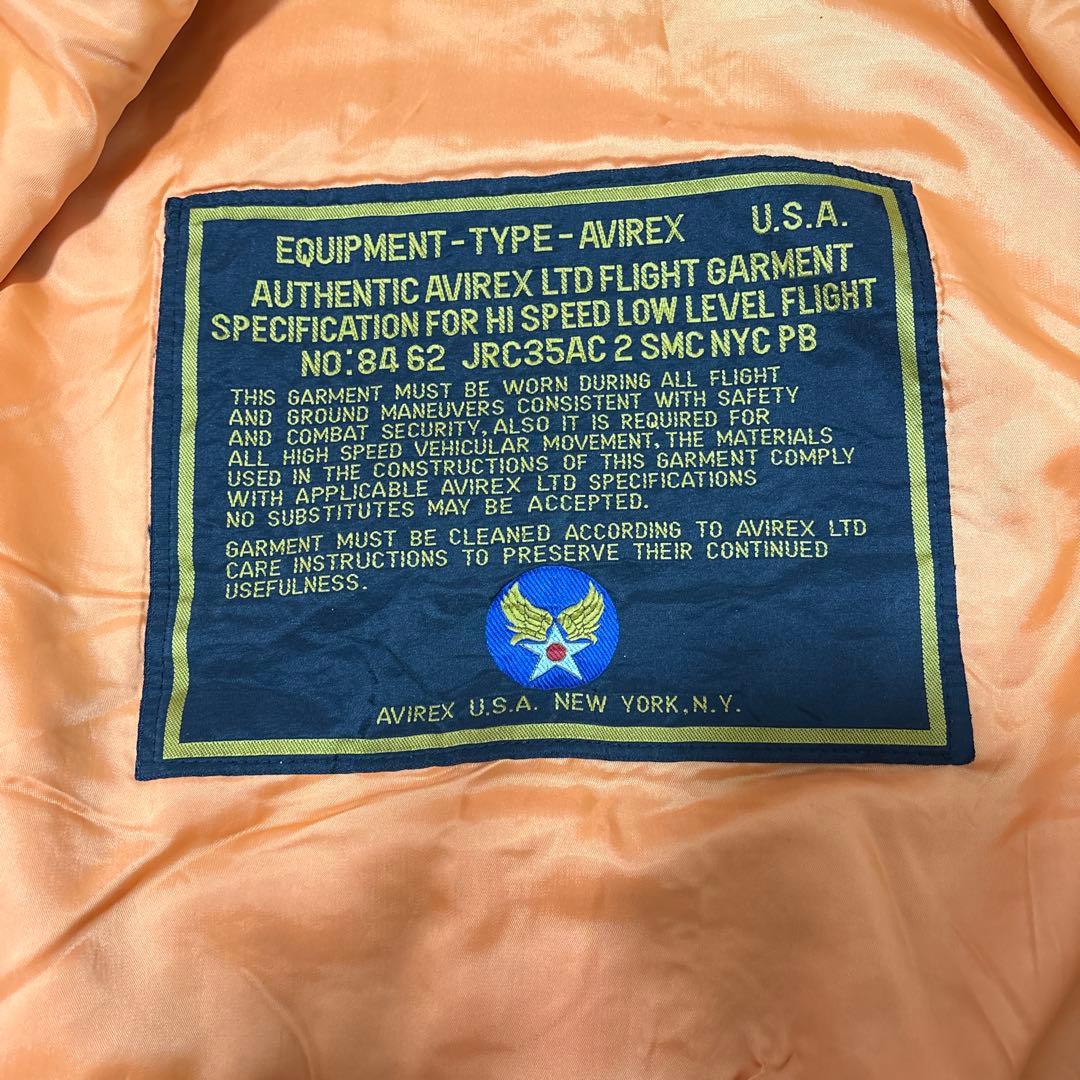 EQUIPMENT-TYPE-AVIREX U.S.A.
AUTHENTIC AVIREX LTD FLIGHT GARMENT
SPECIFICATION FOR HI SPEED LOW LEVEL FLIGHT
NO:84 62 JRC35AC 2 SMC NYC PB
THIS GARMENT MUST BE WORN DURING ALL FLIGHT
AND GROUND MANEUVERS CONSISTENT WITH SAFETY
AND COMBAT SECURITY, ALSO IT IS REQUIRED FOR
ALL HIGH SPEED VEHICULAR MOVEMENT. THE MATERIALS
USED IN THE CONSTRUCTIONS OF THIS GARMENT COMPLY
WITH APPLICABLE AVIREX LTD SPECIFICATIONS
NO SUBSTITUTES MAY BE ACCEPTED.
GARMENT MUST BE CLEANED ACCORDING TO AVIREX LTD
CARE INSTRUCTIONS TO PRESERVE THEIR CONTINUED
USEFULNESS.
AVIREX U.S.A. NEW YORK, N.Y.